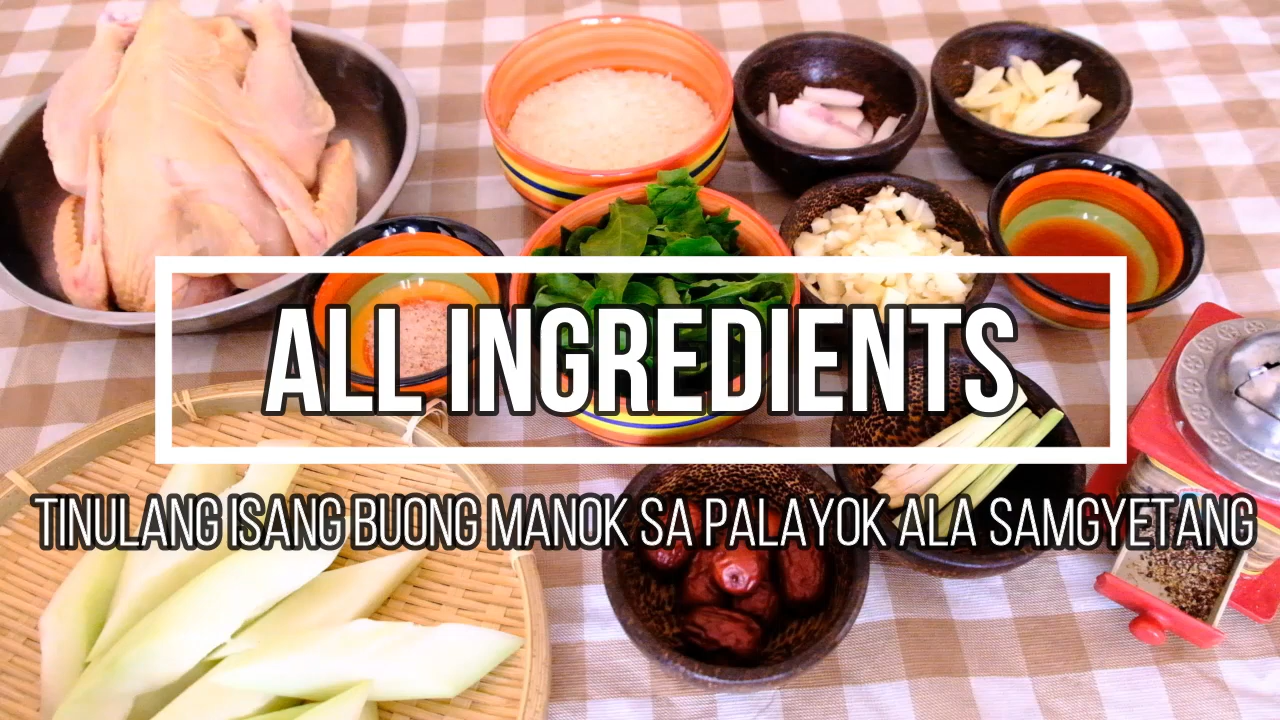 ALL INGREDIENTS
TINULANG ISANG BUONG MANOK SA PALAYOK ALA SAMGYETANG